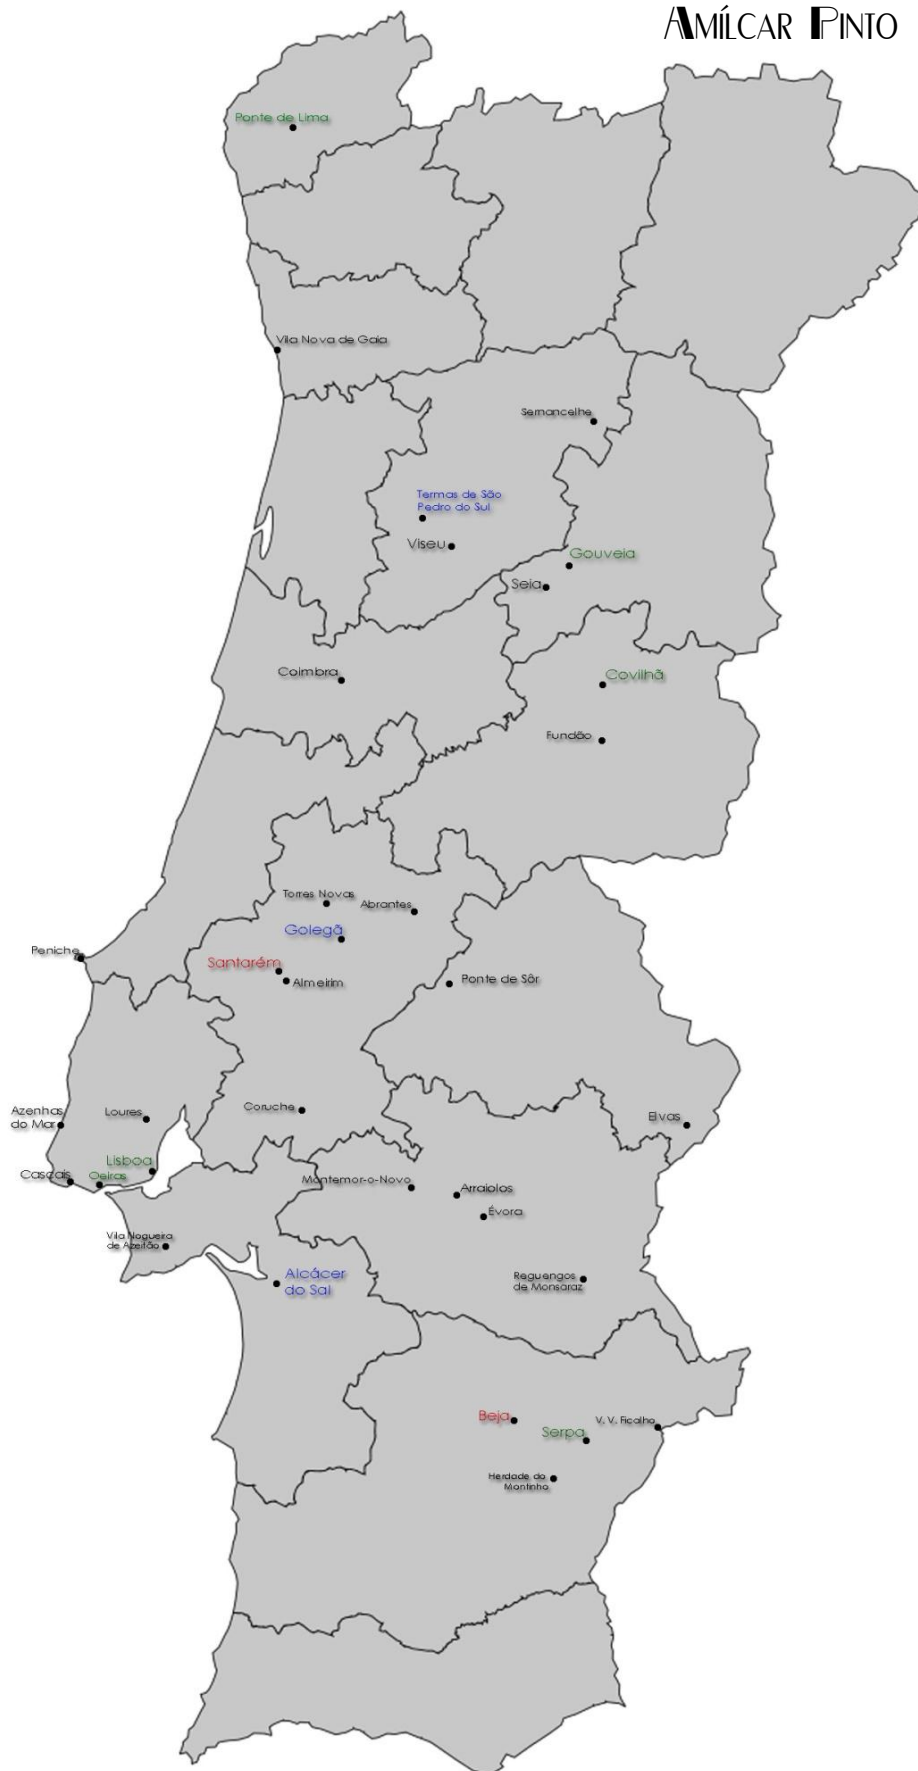 AMÍLCAR PINTO
Ponte de Lima
Vila Nova de Gaia
Sernancelhe
Termas de São
Pedro do Sul
Viseu
Gouveia
Seia
Coimbra
Covilhã
Fundão
Torres Novas
Abrantes
Golegã
Peniche
Santarém
Almeirim
Ponte de Sôr
Azenhas
do Mar
Loures
Coruche
Elvas
Lisboa
Cascais
Oeiras
Montemor-o-Novo
Arraiolos
Évora
Vila Nogueira
de Azeitão
Alcácer
do Sal
Reguengos
de Monsaraz
Beja
V. V. Ficalho
Serpa
Herdade do
Montinho